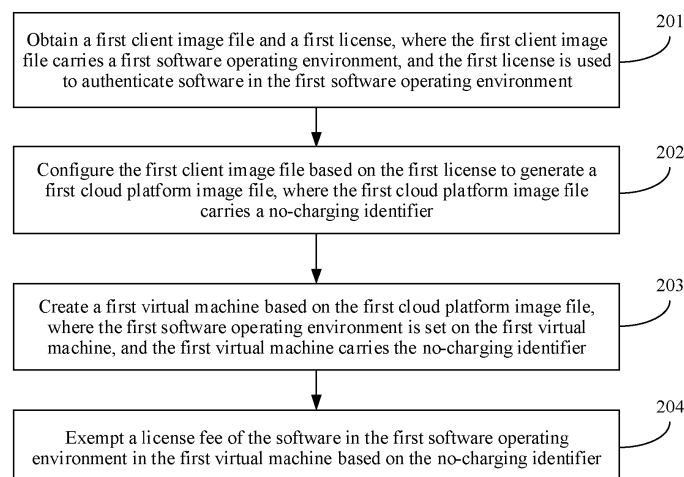 201
Obtain a first client image file and a first license, where the first client image
file carries a first software operating environment, and the first license is used
to authenticate software in the first software operating environment
202
Configure the first client image file based on the first license to generate a
first cloud platform image file, where the first cloud platform image file
carries a no-charging identifier
203
Create a first virtual machine based on the first cloud platform image file,
where the first software operating environment is set on the first virtual
machine, and the first virtual machine carries the no-charging identifier
204
Exempt a license fee of the software in the first software operating
environment in the first virtual machine based on the no-charging identifier